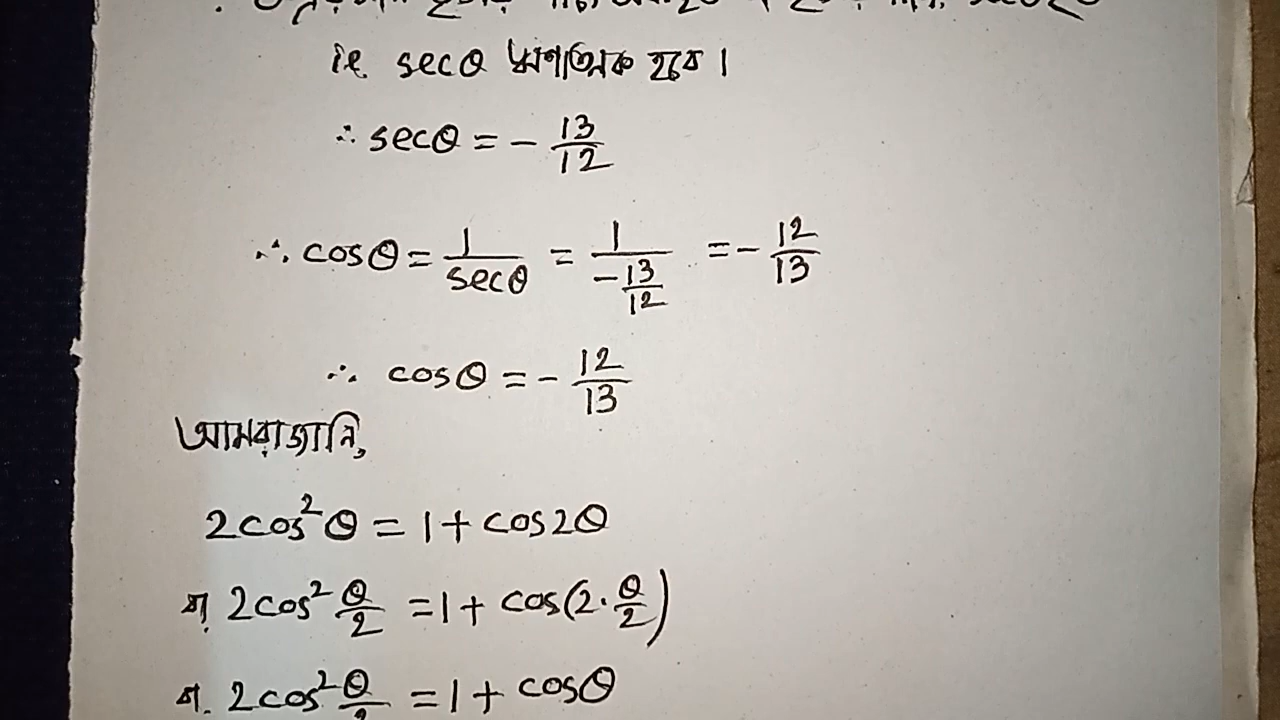 ie secθ ঋণাত্মক হবে।
∴ secθ = - 13/12
∴ cosθ = 1/secθ = 1/(-13/12) = - 12/13
∴ cosθ = - 12/13
আমরা জানি,
2cos²θ = 1 + cos2θ
বা, 2cos² θ/2 = 1 + cos(2·θ/2)
বা, 2cos² θ/2 = 1 + cosθ